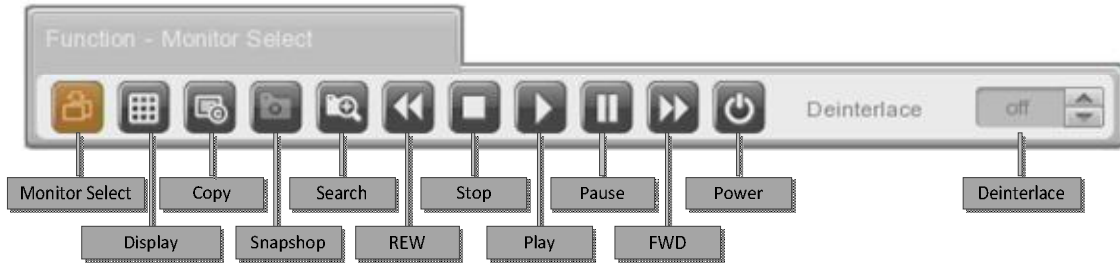 Function - Monitor Select
Deinterlace off
Monitor Select Copy Search Stop Pause Power Deinterlace
Display Snapshop REW Play FWD